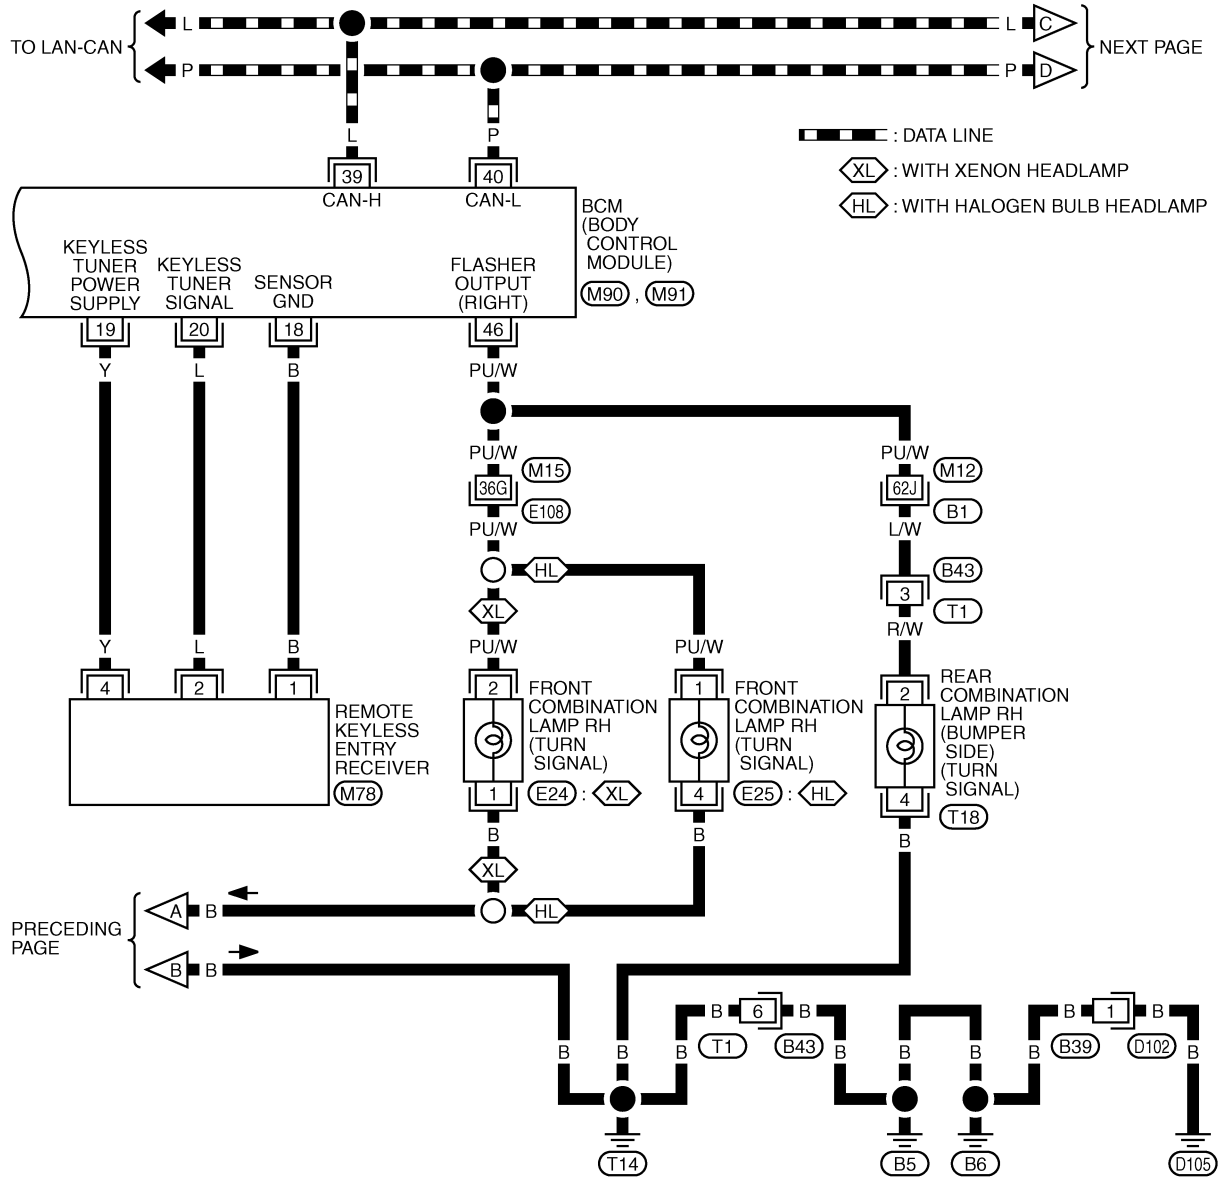 L
L
C
TO LAN-CAN
NEXT PAGE
P
P
D
L
P
: DATA LINE
39
40
XL : WITH XENON HEADLAMP
CAN-H
CAN-L
HL : WITH HALOGEN BULB HEADLAMP
BCM
(BODY
CONTROL
MODULE)
M90 , M91
KEYLESS
TUNER
POWER
SUPPLY
KEYLESS
TUNER
SIGNAL
SENSOR
GND
FLASHER
OUTPUT
(RIGHT)
19
20
18
46
Y
L
B
PU/W
PU/W
M15
36G
E108
PU/W
PU/W
M12
62J
B1
L/W
HL
B43
3
T1
XL
R/W
Y
L
B
PU/W
PU/W
4
2
1
2
1
2
REMOTE
KEYLESS
ENTRY
RECEIVER
M78
FRONT
COMBINATION
LAMP RH
(TURN
SIGNAL)
1
E24 : XL
FRONT
COMBINATION
LAMP RH
(TURN
SIGNAL)
4
E25 : HL
REAR
COMBINATION
LAMP RH
(BUMPER
SIDE)
(TURN
SIGNAL)
4
T18
B
B
B
XL
A
B
HL
PRECEDING
PAGE
B
B
B
6
B
B
1
B
T1
B43
B39
D102
B
B
B
B
B
B
B
B
T14
B5
B6
D105